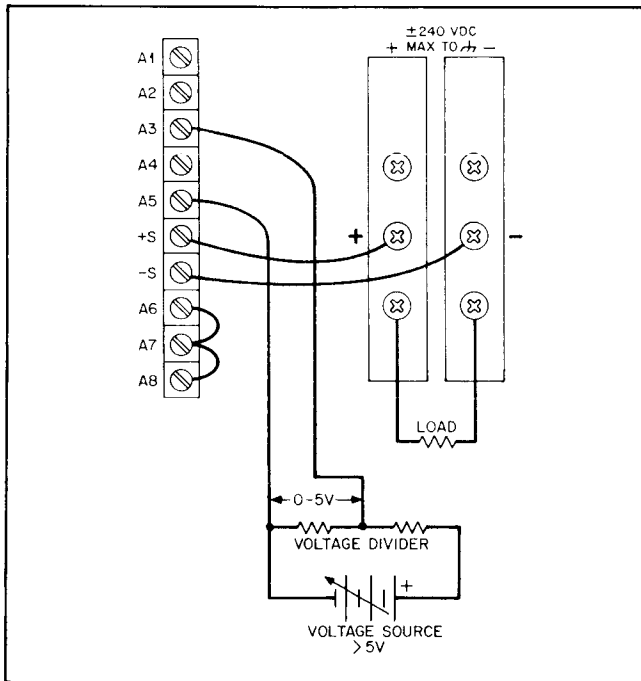 ±240 VDC
+ MAX TO ⏚ -
A1
A2
A3
A4
A5
+S
-S
A6
A7
A8
+
-
LOAD
0-5V
VOLTAGE DIVIDER
+
VOLTAGE SOURCE
>5V